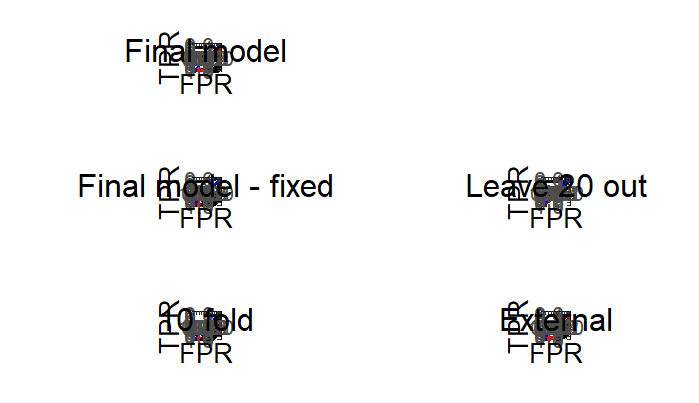 Final model
TPR
FPR
Final model - fixed
TPR
FPR
Leave 20 out
TPR
FPR
10 fold
TPR
FPR
External
TPR
FPR